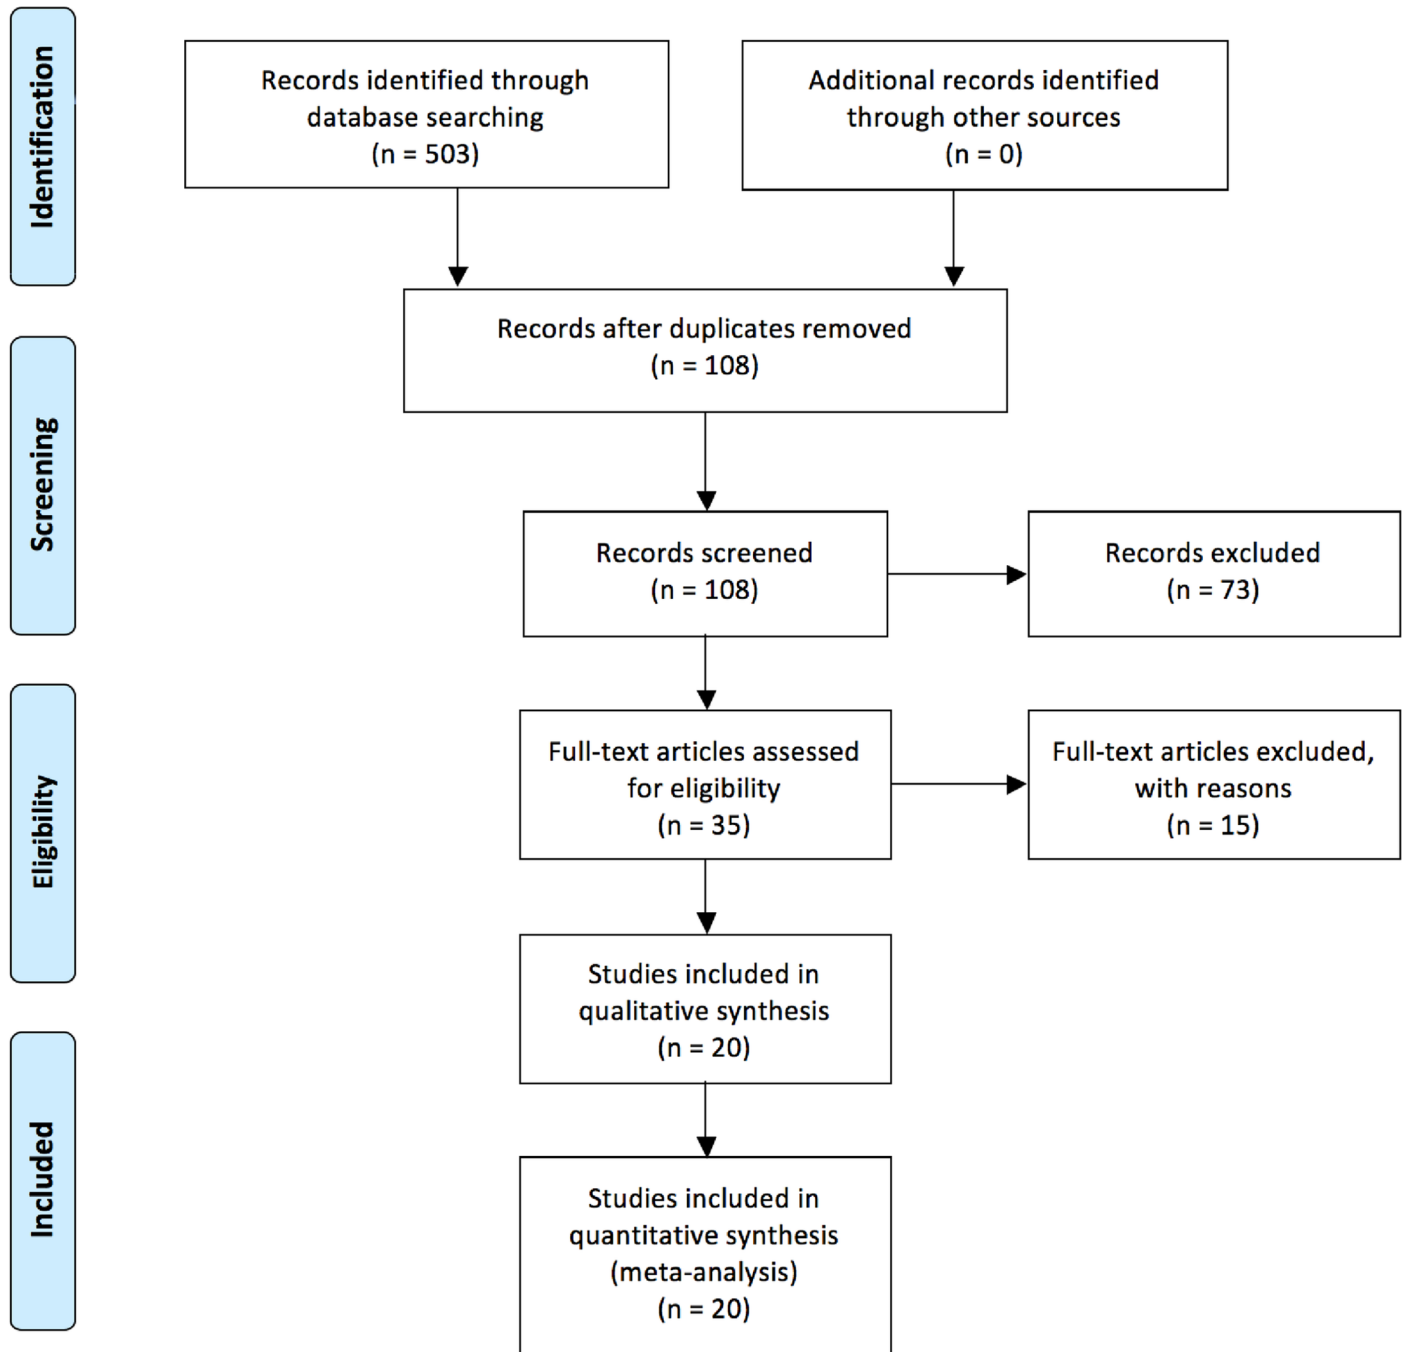 Identification
Records identified through
database searching
(n = 503)
Additional records identified
through other sources
(n = 0)
Records after duplicates removed
(n = 108)
Screening
Records screened
(n = 108)
Records excluded
(n = 73)
Eligibility
Full-text articles assessed
for eligibility
(n = 35)
Full-text articles excluded,
with reasons
(n = 15)
Studies included in
qualitative synthesis
(n = 20)
Included
Studies included in
quantitative synthesis
(meta-analysis)
(n = 20)